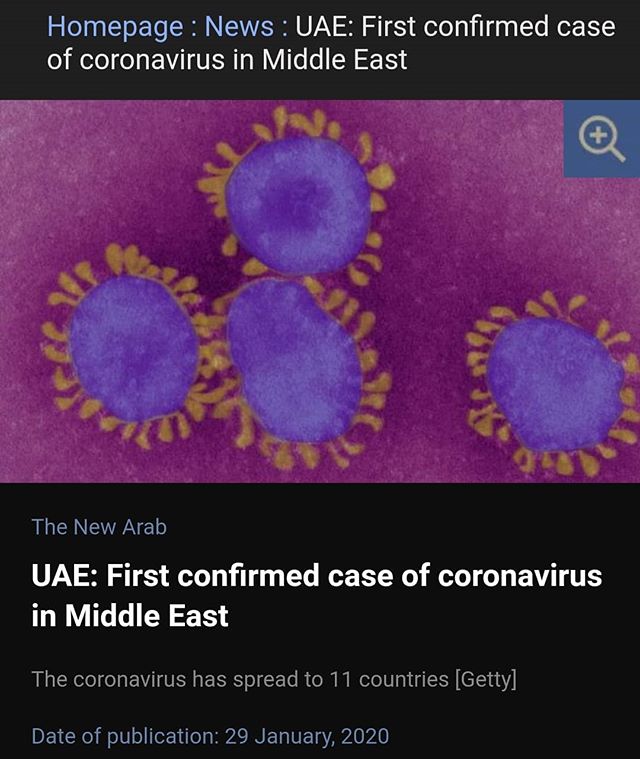 Homepage : News : UAE: First confirmed case
of coronavirus in Middle East
The New Arab
UAE: First confirmed case of coronavirus
in Middle East
The coronavirus has spread to 11 countries [Getty]
Date of publication: 29 January, 2020